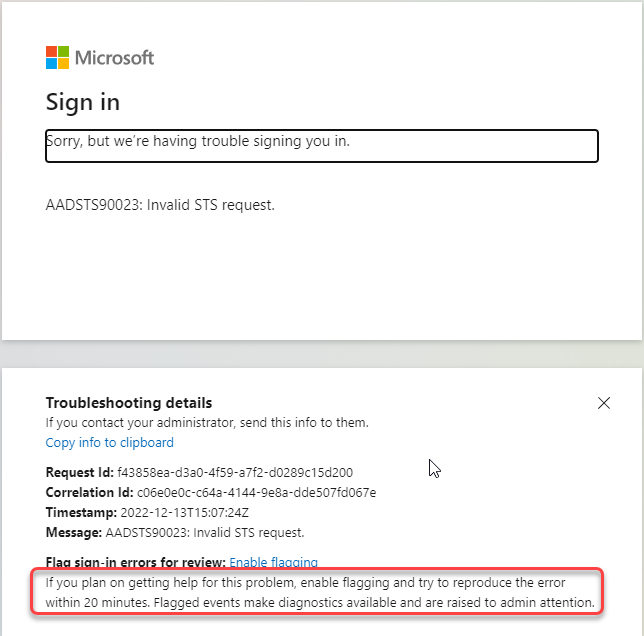 Microsoft
Sign in
Sorry, but we're having trouble signing you in.
AADSTS90023: Invalid STS request.
Troubleshooting details
If you contact your administrator, send this info to them.
Copy info to clipboard
Request Id: f43858ea-d3a0-4f59-a7f2-d0289c15d200
Correlation Id: c06e0e0c-c64a-4144-9e8a-dde507fd067e
Timestamp: 2022-12-13T15:07:24Z
Message: AADSTS90023: Invalid STS request.
Flag sign-in errors for review: Enable flagging
If you plan on getting help for this problem, enable flagging and try to reproduce the error
within 20 minutes. Flagged events make diagnostics available and are raised to admin attention.